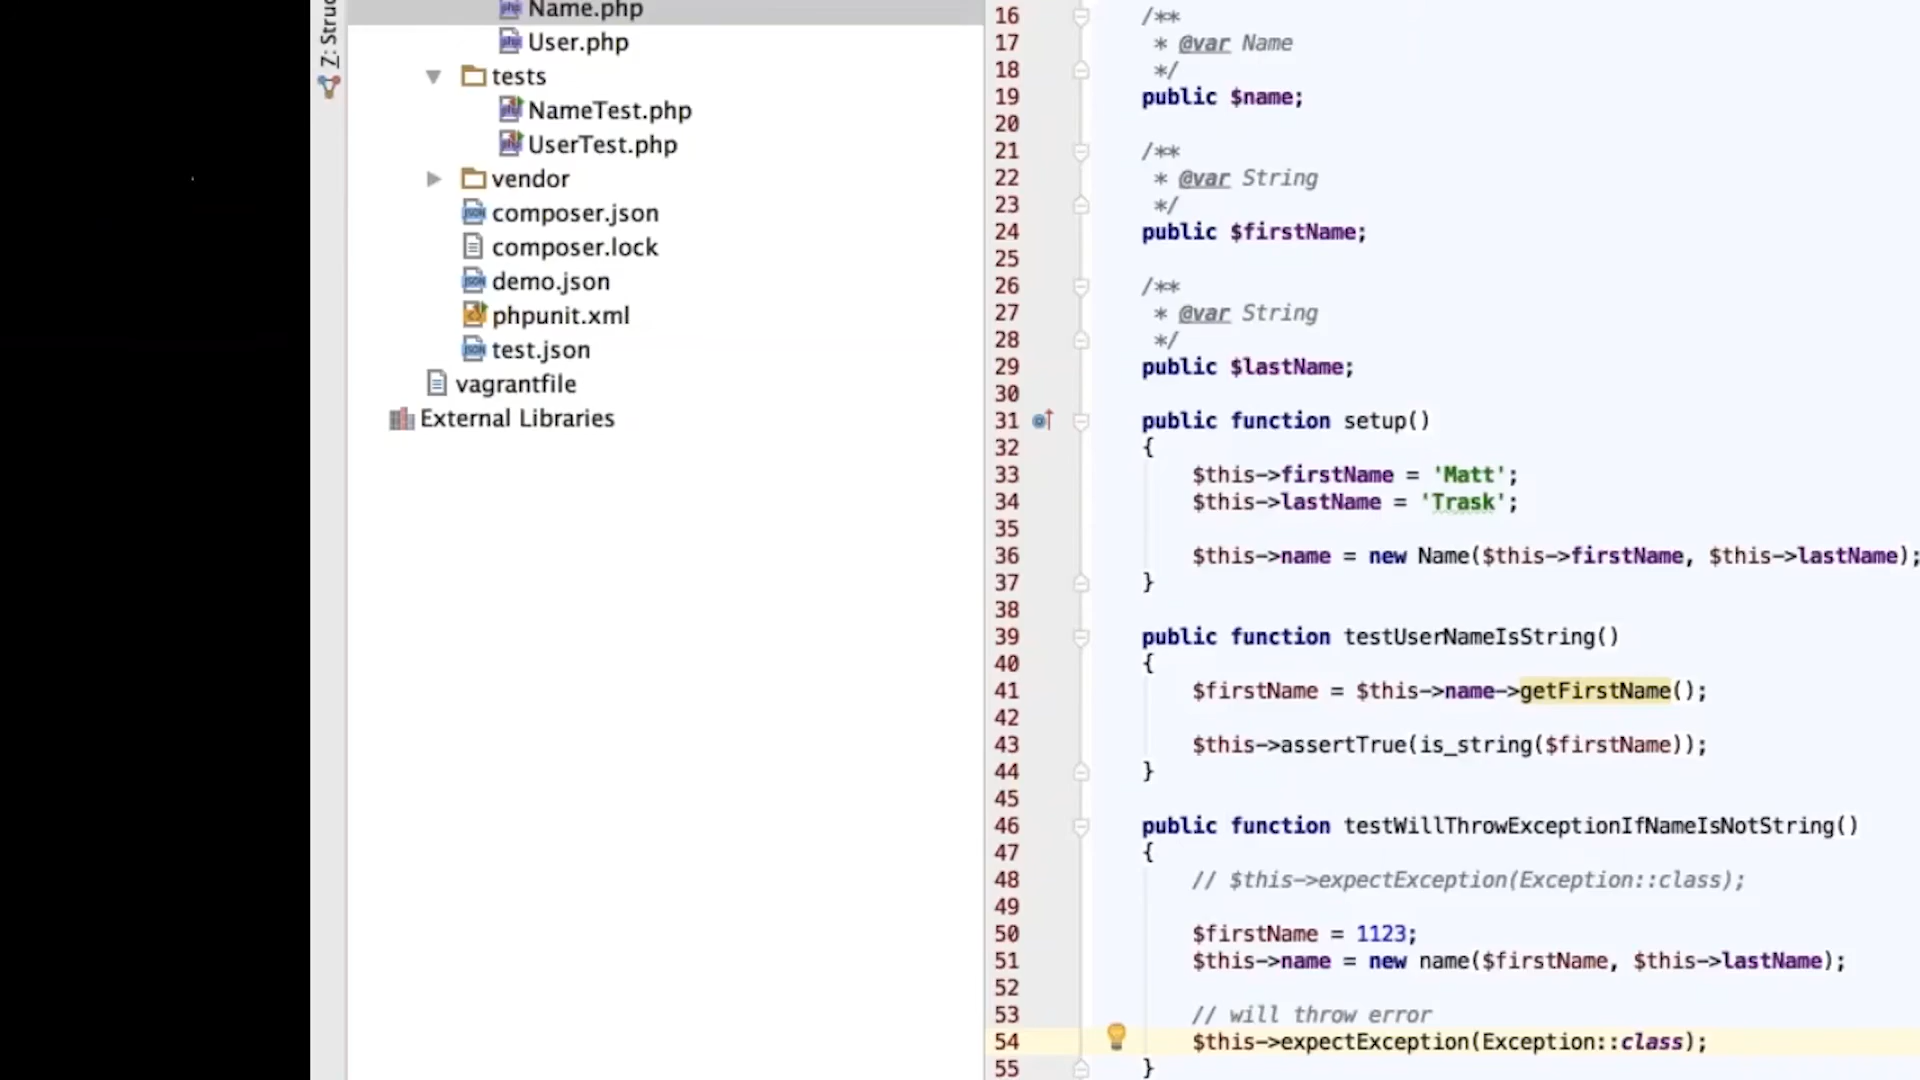 Z: Struc
Name.php
User.php
tests
NameTest.php
UserTest.php
vendor
composer.json
composer.lock
demo.json
phpunit.xml
test.json
vagrantfile
External Libraries
16 /**
17 * @var Name
18 */
19 public $name;
20
21 /**
22 * @var String
23 */
24 public $firstName;
25
26 /**
27 * @var String
28 */
29 public $lastName;
30
31 public function setup()
32 {
33 $this->firstName = 'Matt';
34 $this->lastName = 'Trask';
35
36 $this->name = new Name($this->firstName, $this->lastName);
37 }
38
39 public function testUserNameIsString()
40 {
41 $firstName = $this->name->getFirstName();
42
43 $this->assertTrue(is_string($firstName));
44 }
45
46 public function testWillThrowExceptionIfNameIsNotString()
47 {
48 // $this->expectException(Exception::class);
49
50 $firstName = 1123;
51 $this->name = new name($firstName, $this->lastName);
52
53 // will throw error
54 $this->expectException(Exception::class);
55 }